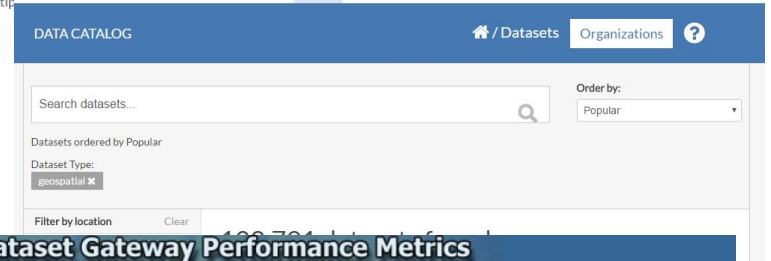 DATA CATALOG / Datasets Organizations ?
Order by:
Search datasets... Popular
Datasets ordered by Popular
Dataset Type:
geospatial ✖
Filter by location Clear
Gateway Performance Metrics